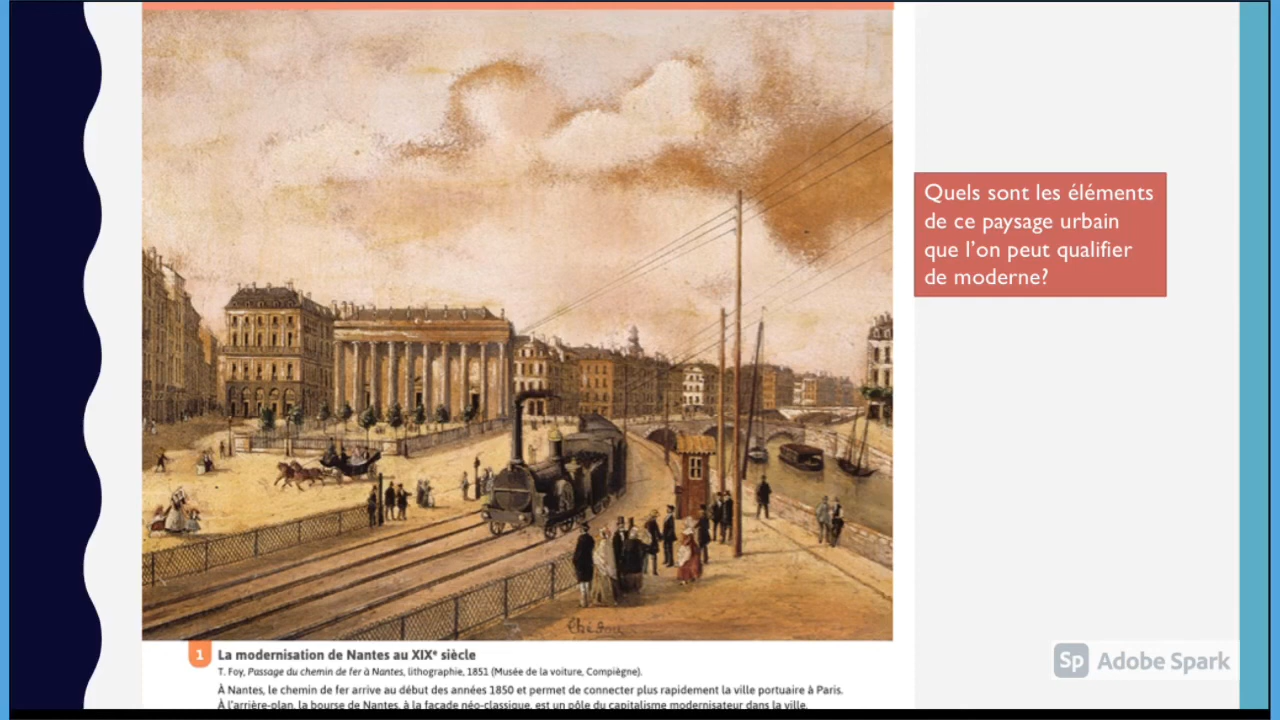 Quels sont les éléments
de ce paysage urbain
que l'on peut qualifier
de moderne?
1 La modernisation de Nantes au XIXᵉ siècle
T. Foy, Passage du chemin de fer à Nantes, lithographie, 1851 (Musée de la voiture, Compiègne).
À Nantes, le chemin de fer arrive au début des années 1850 et permet de connecter plus rapidement la ville portuaire à Paris.
À l'arrière-plan, la bourse de Nantes, à la façade néo-classique, est un pôle du capitalisme modernisateur dans la ville.
Sp Adobe Spark